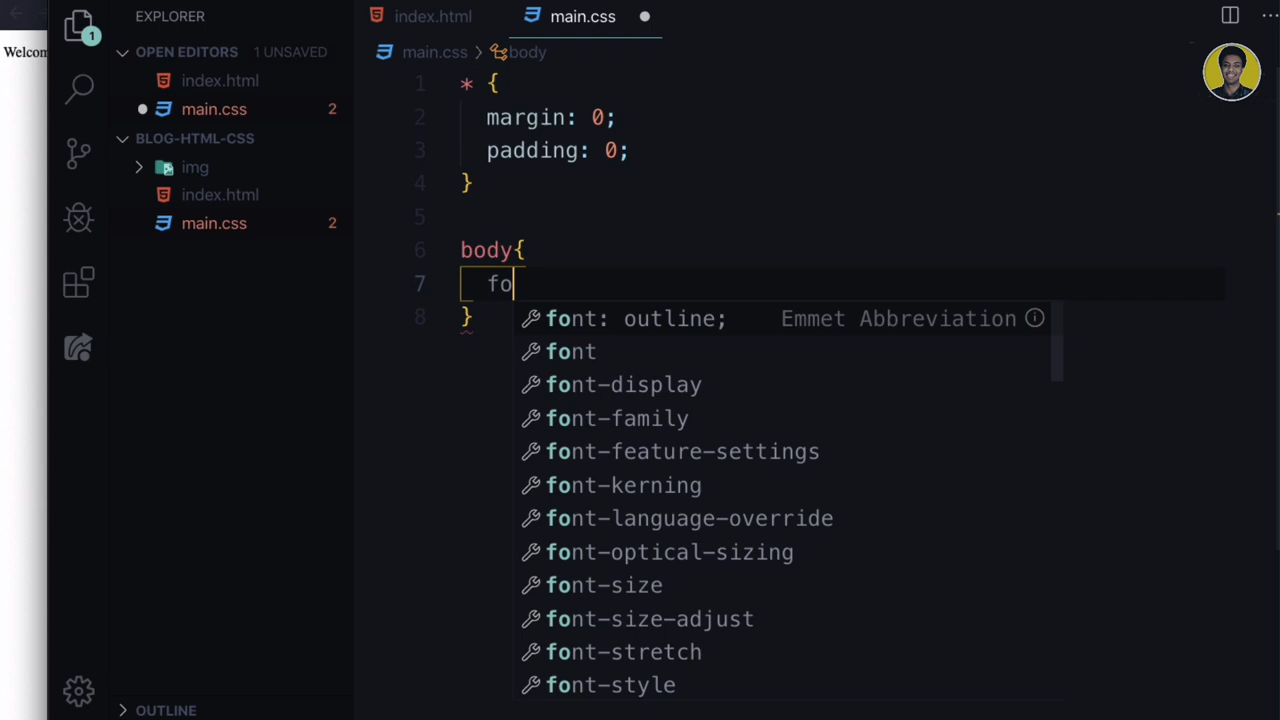 EXPLORER
OPEN EDITORS 1 UNSAVED
index.html
main.css 2
BLOG-HTML-CSS
img
index.html
main.css 2
OUTLINE
1
Welcom
index.html main.css
main.css > body
1 * {
2 margin: 0;
3 padding: 0;
4 }
5
6 body{
7 fo
8 }
font: outline; Emmet Abbreviation
font
font-display
font-family
font-feature-settings
font-kerning
font-language-override
font-optical-sizing
font-size
font-size-adjust
font-stretch
font-style